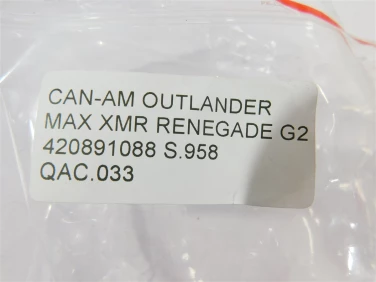 CAN-AM OUTLANDER
MAX XMR RENEGADE G2
420891088 S.958
QAC.033